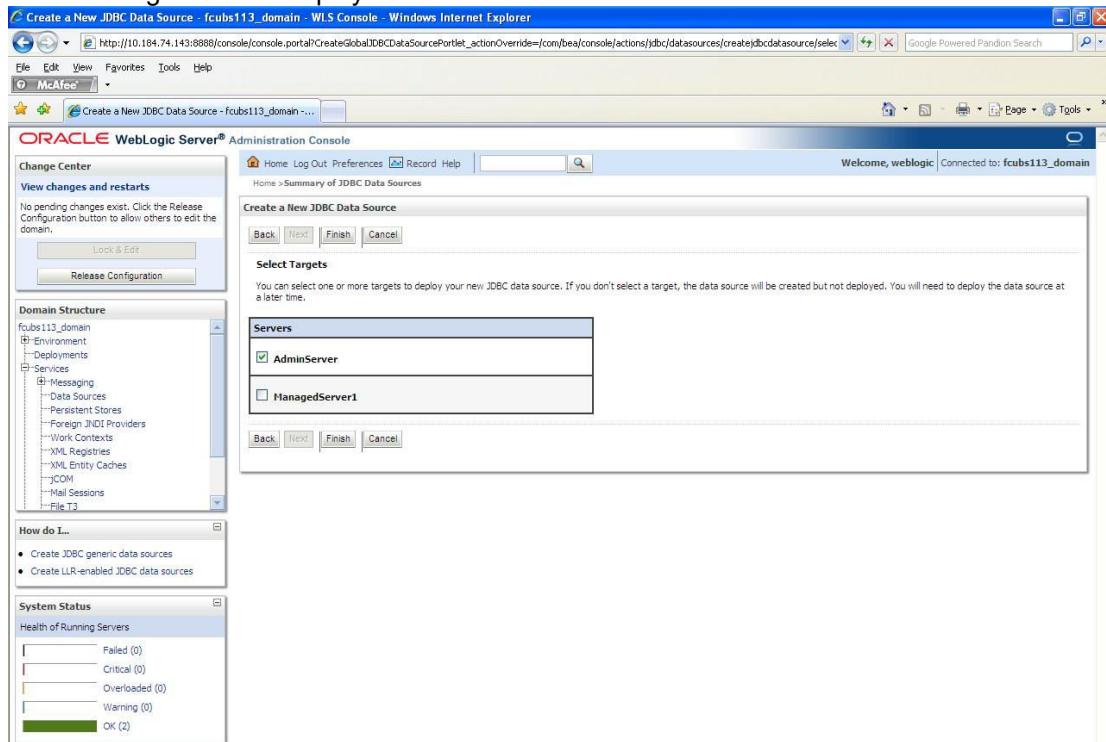 Create a New JDBC Data Source - fcubs113_domain - WLS Console - Windows Internet Explorer
http://10.184.74.143:8888/console/console.portal?CreateGlobalJDBCDataSourcePortlet_actionOverride=/com/bea/console/actions/jdbc/datasources/createjdbcdatasource/selec
Google Powered Pandion Search
File Edit View Favorites Tools Help
McAfee
Create a New JDBC Data Source - fcubs113_domain -...
Page Tools
ORACLE WebLogic Server® Administration Console
Change Center
View changes and restarts
No pending changes exist. Click the Release
Configuration button to allow others to edit the
domain.
Lock & Edit
Release Configuration
Domain Structure
fcubs113_domain
Environment
Deployments
Services
Messaging
Data Sources
Persistent Stores
Foreign JNDI Providers
Work Contexts
XML Registries
XML Entity Caches
jCOM
Mail Sessions
File T3
How do I...
Create JDBC generic data sources
Create LLR-enabled JDBC data sources
System Status
Health of Running Servers
Failed (0)
Critical (0)
Overloaded (0)
Warning (0)
OK (2)
Home Log Out Preferences Record Help
Welcome, weblogic Connected to: fcubs113_domain
Home >Summary of JDBC Data Sources
Create a New JDBC Data Source
Back Next Finish Cancel
Select Targets
You can select one or more targets to deploy your new JDBC data source. If you don't select a target, the data source will be created but not deployed. You will need to deploy the data source at
a later time.
Servers
AdminServer
ManagedServer1
Back Next Finish Cancel